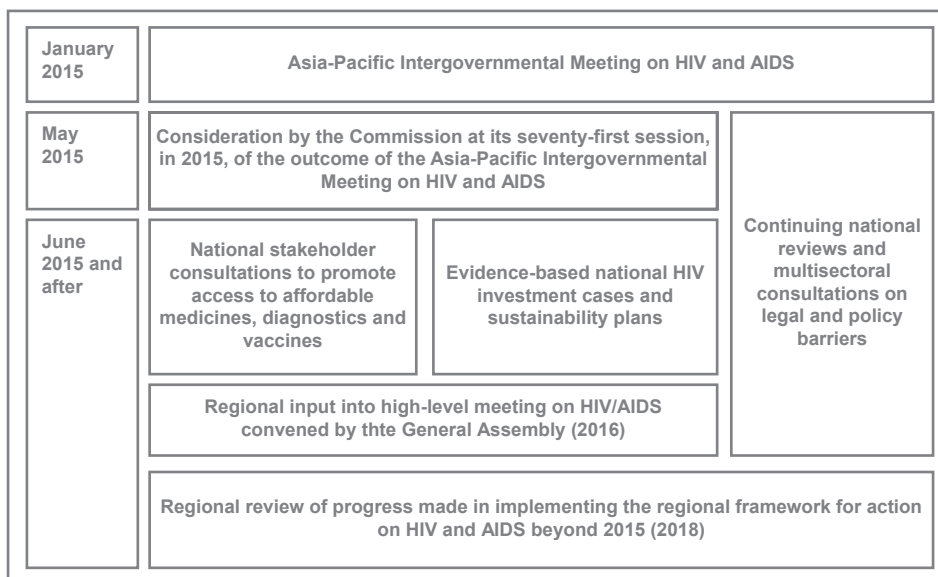 January
2015
Asia-Pacific Intergovernmental Meeting on HIV and AIDS
May
2015
Consideration by the Commission at its seventy-first session,
in 2015, of the outcome of the Asia-Pacific Intergovernmental
Meeting on HIV and AIDS
Continuing national
reviews and
multisectoral
consultations on
legal and policy
barriers
June
2015 and
after
National stakeholder
consultations to promote
access to affordable
medicines, diagnostics and
vaccines
Evidence-based national HIV
investment cases and
sustainability plans
Regional input into high-level meeting on HIV/AIDS
convened by thte General Assembly (2016)
Regional review of progress made in implementing the regional framework for action
on HIV and AIDS beyond 2015 (2018)